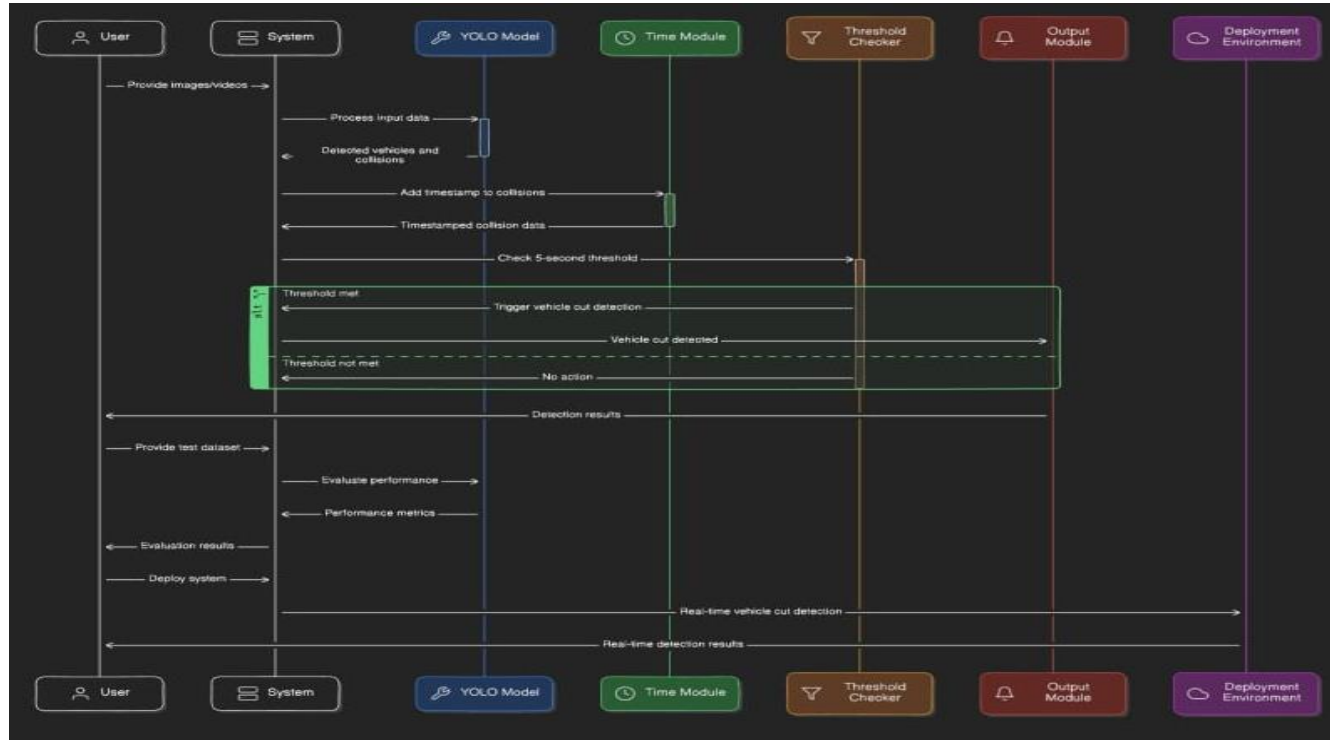 User
System
YOLO Model
Time Module
Threshold
Checker
Output
Module
Deployment
Environment
Provide images/videos
Process input data
Detected vehicles and
collisions
Add timestamp to collisions
Timestamped collision data
Check 5-second threshold
alt
Threshold met
Trigger vehicle cut detection
Vehicle cut detected
Threshold not met
No action
Detection results
Provide test dataset
Evaluate performance
Performance metrics
Evaluation results
Deploy system
Real-time vehicle cut detection
Real-time detection results
User
System
YOLO Model
Time Module
Threshold
Checker
Output
Module
Deployment
Environment